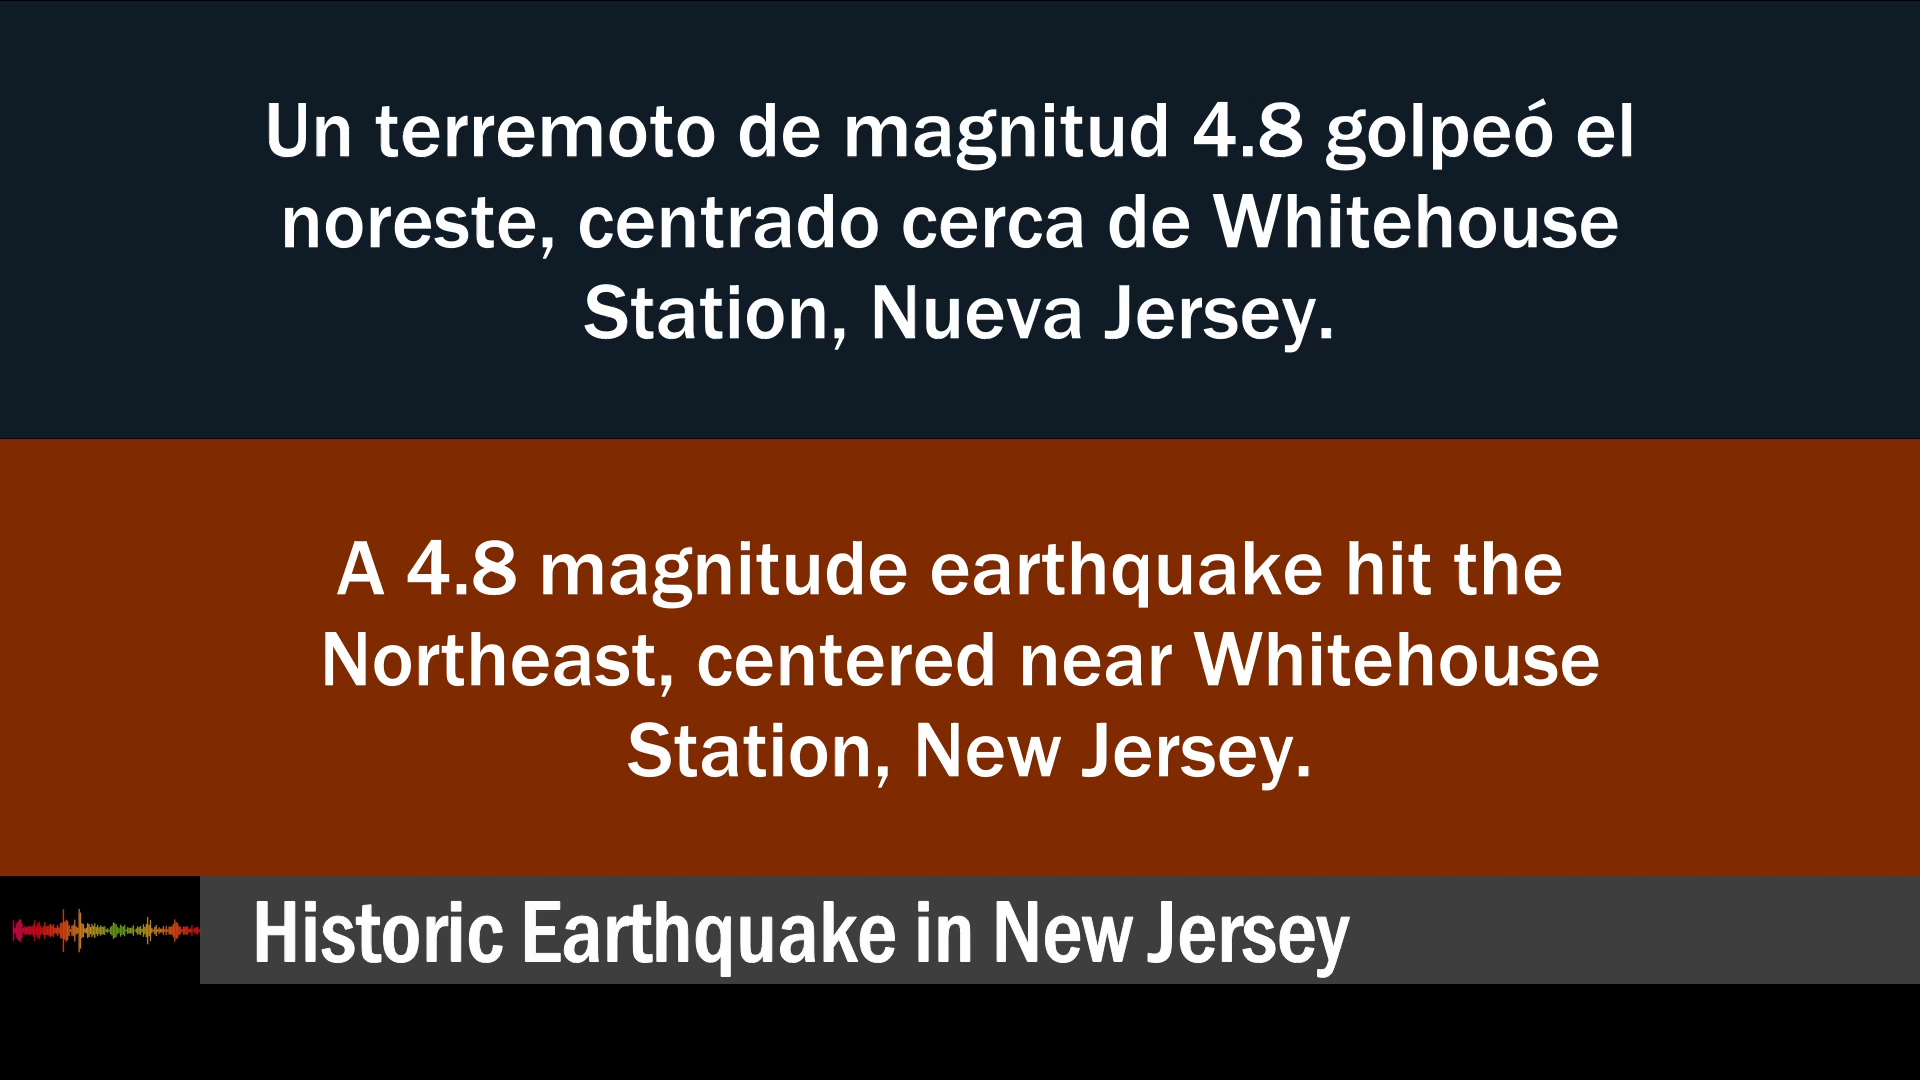 Un terremoto de magnitud 4.8 golpeó el
noreste, centrado cerca de Whitehouse
Station, Nueva Jersey.
A 4.8 magnitude earthquake hit the
Northeast, centered near Whitehouse
Station, New Jersey.
Historic Earthquake in New Jersey